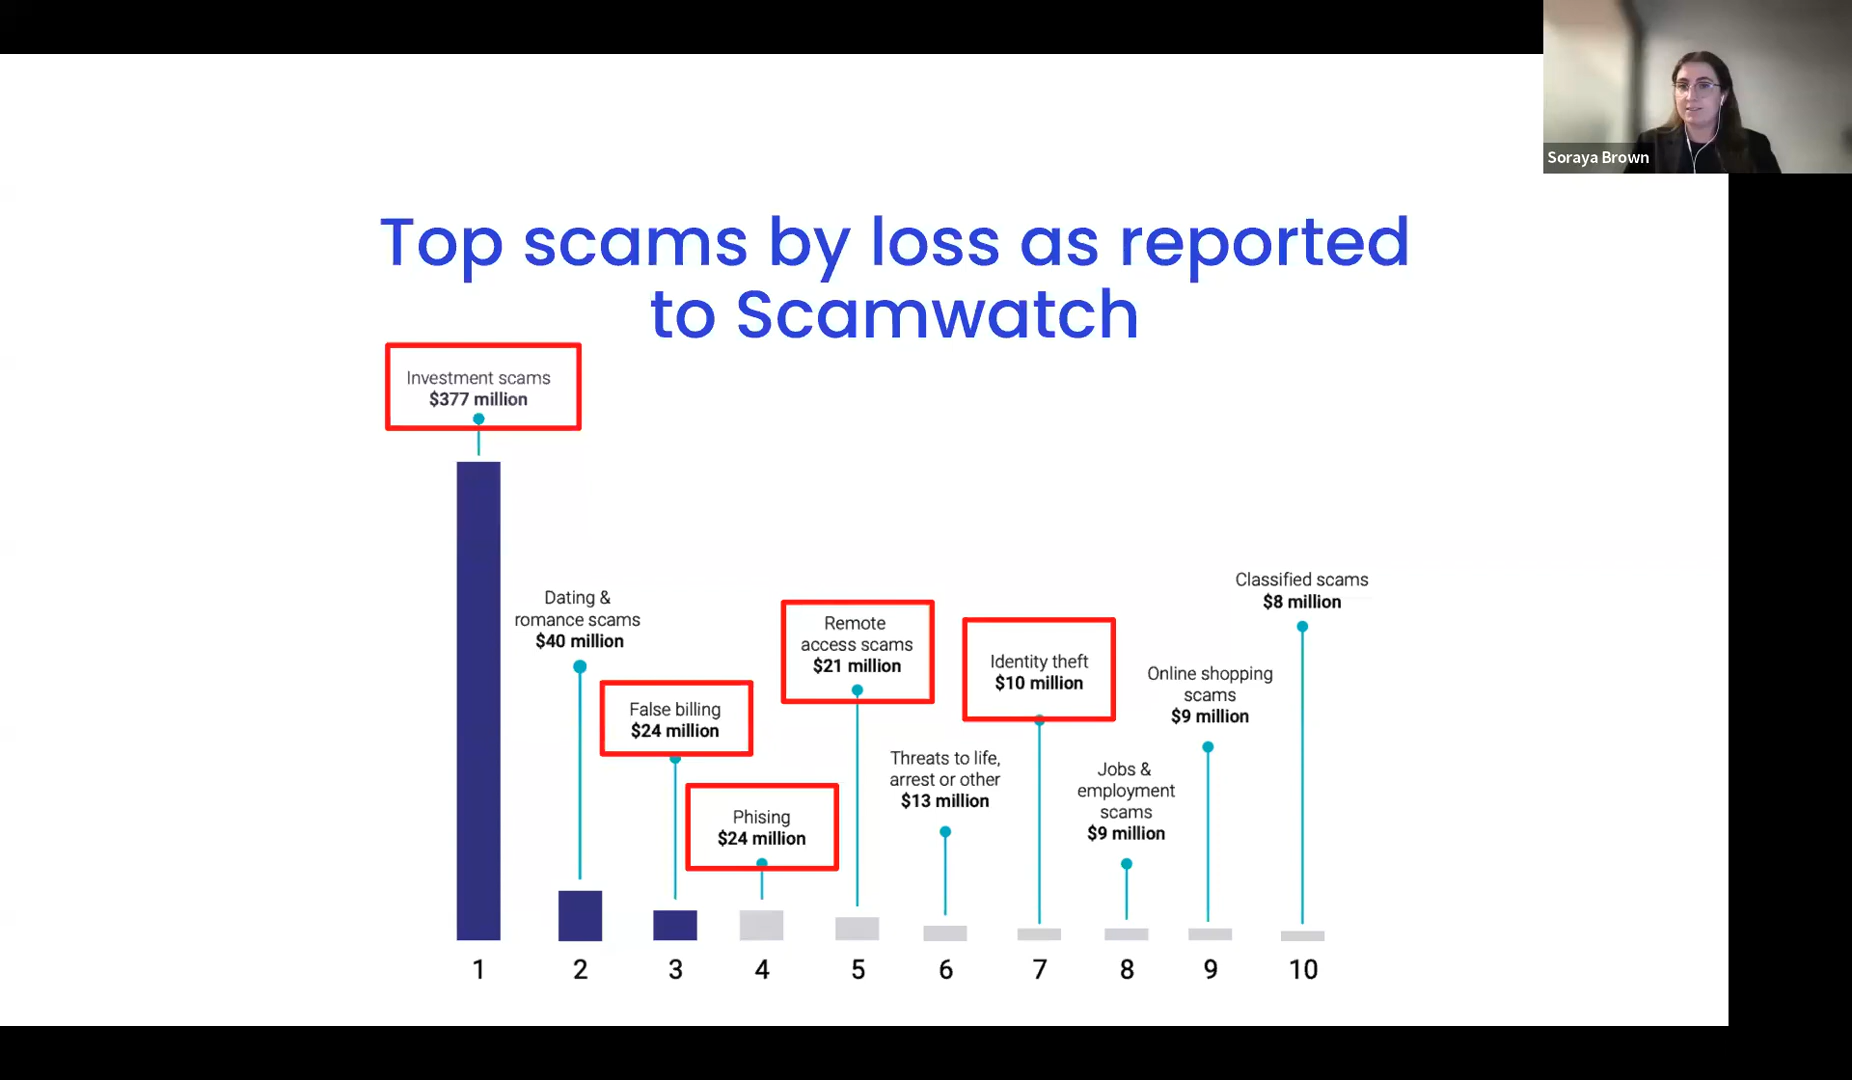 Soraya Brown
Top scams by loss as reported
to Scamwatch
Investment scams
$377 million
Dating &
romance scams
$40 million
False billing
$24 million
Phising
$24 million
Remote
access scams
$21 million
Threats to life,
arrest or other
$13 million
Identity theft
$10 million
Jobs &
employment
scams
$9 million
Online shopping
scams
$9 million
Classified scams
$8 million
1 2 3 4 5 6 7 8 9 10